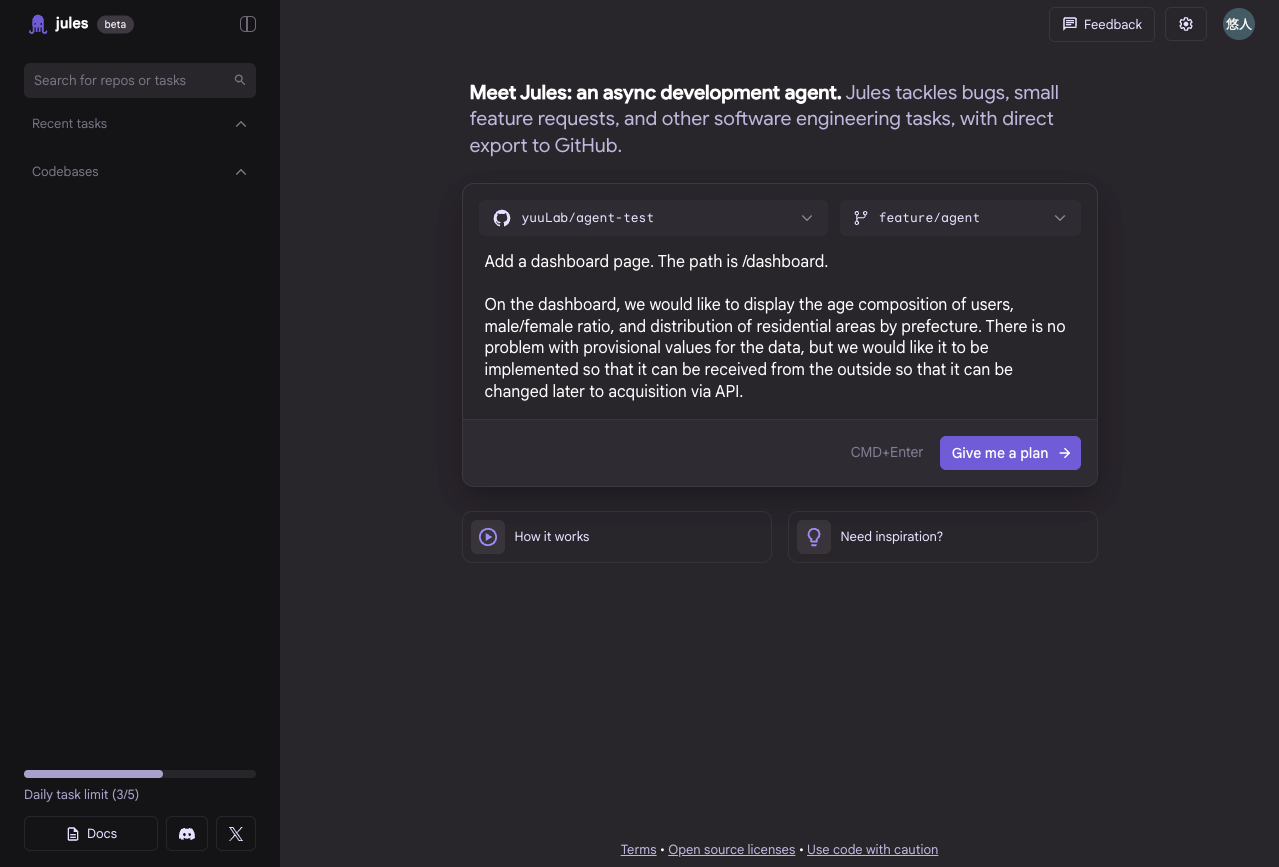 jules beta
Search for repos or tasks
Recent tasks
Codebases
Daily task limit (3/5)
Docs
Feedback
悠人
Meet Jules: an async development agent. Jules tackles bugs, small
feature requests, and other software engineering tasks, with direct
export to GitHub.
yuuLab/agent-test
feature/agent
Add a dashboard page. The path is /dashboard.
On the dashboard, we would like to display the age composition of users,
male/female ratio, and distribution of residential areas by prefecture. There is no
problem with provisional values for the data, but we would like it to be
implemented so that it can be received from the outside so that it can be
changed later to acquisition via API.
CMD+Enter
Give me a plan
How it works
Need inspiration?
Terms • Open source licenses • Use code with caution